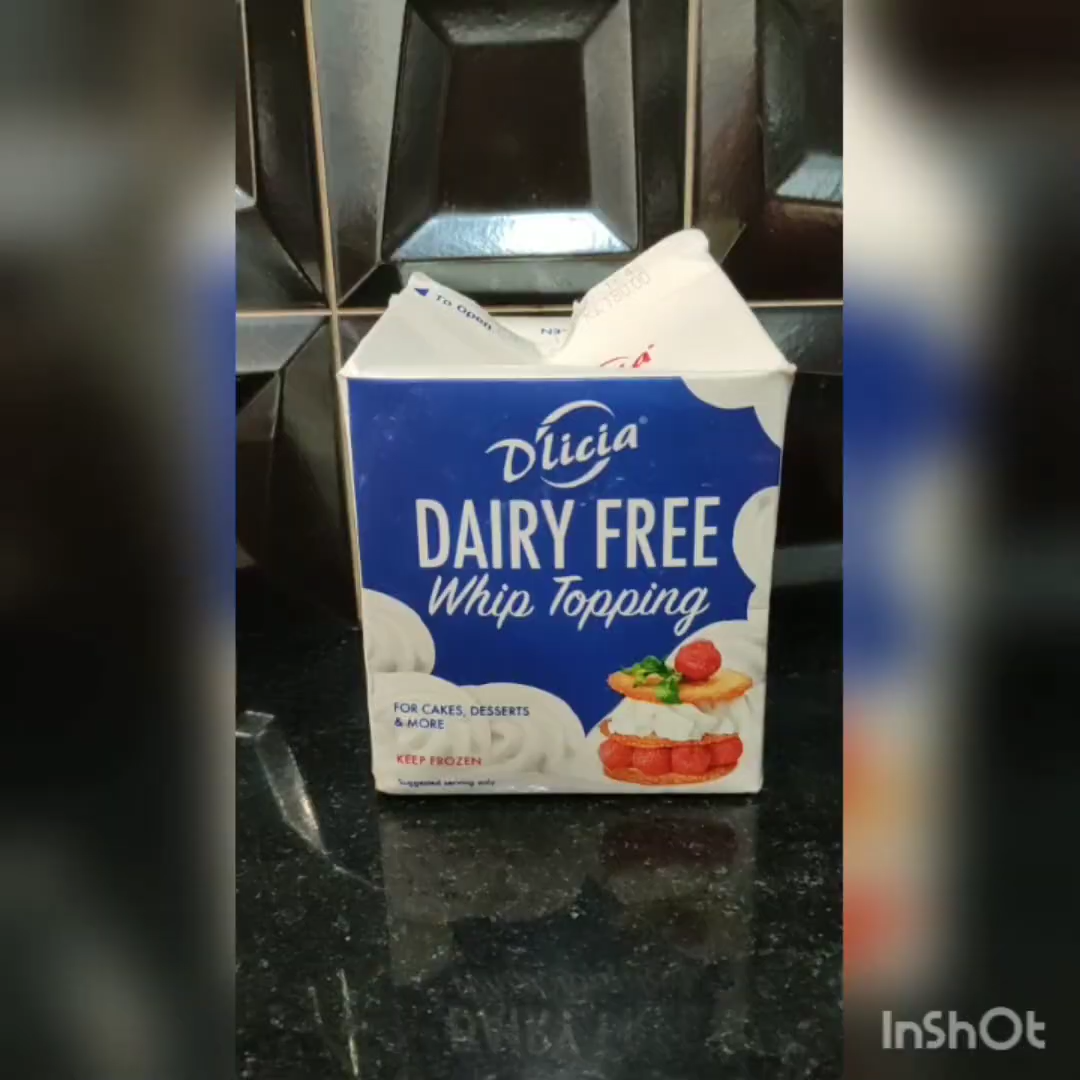 To Open
D'licia®
DAIRY FREE
Whip Topping
FOR CAKES, DESSERTS
& MORE
KEEP FROZEN
Suggested serving only
InShOt